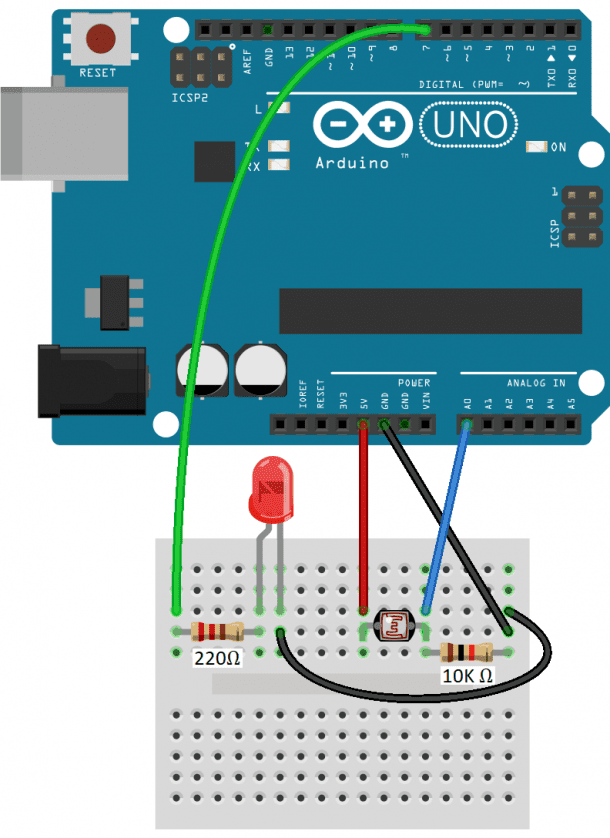 RESET
ICSP2
AREF
GND
13
12
~11
~10
~9
8
7
~6
~5
4
~3
2
TX0 ▶ 1
RX0 ◀ 0
DIGITAL (PWM= ~)
L
TX
RX
UNO
ON
Arduino ™
1
ICSP
POWER
ANALOG IN
IOREF
RESET
3V3
5V
GND
GND
VIN
A0
A1
A2
A3
A4
A5
220Ω
10K Ω